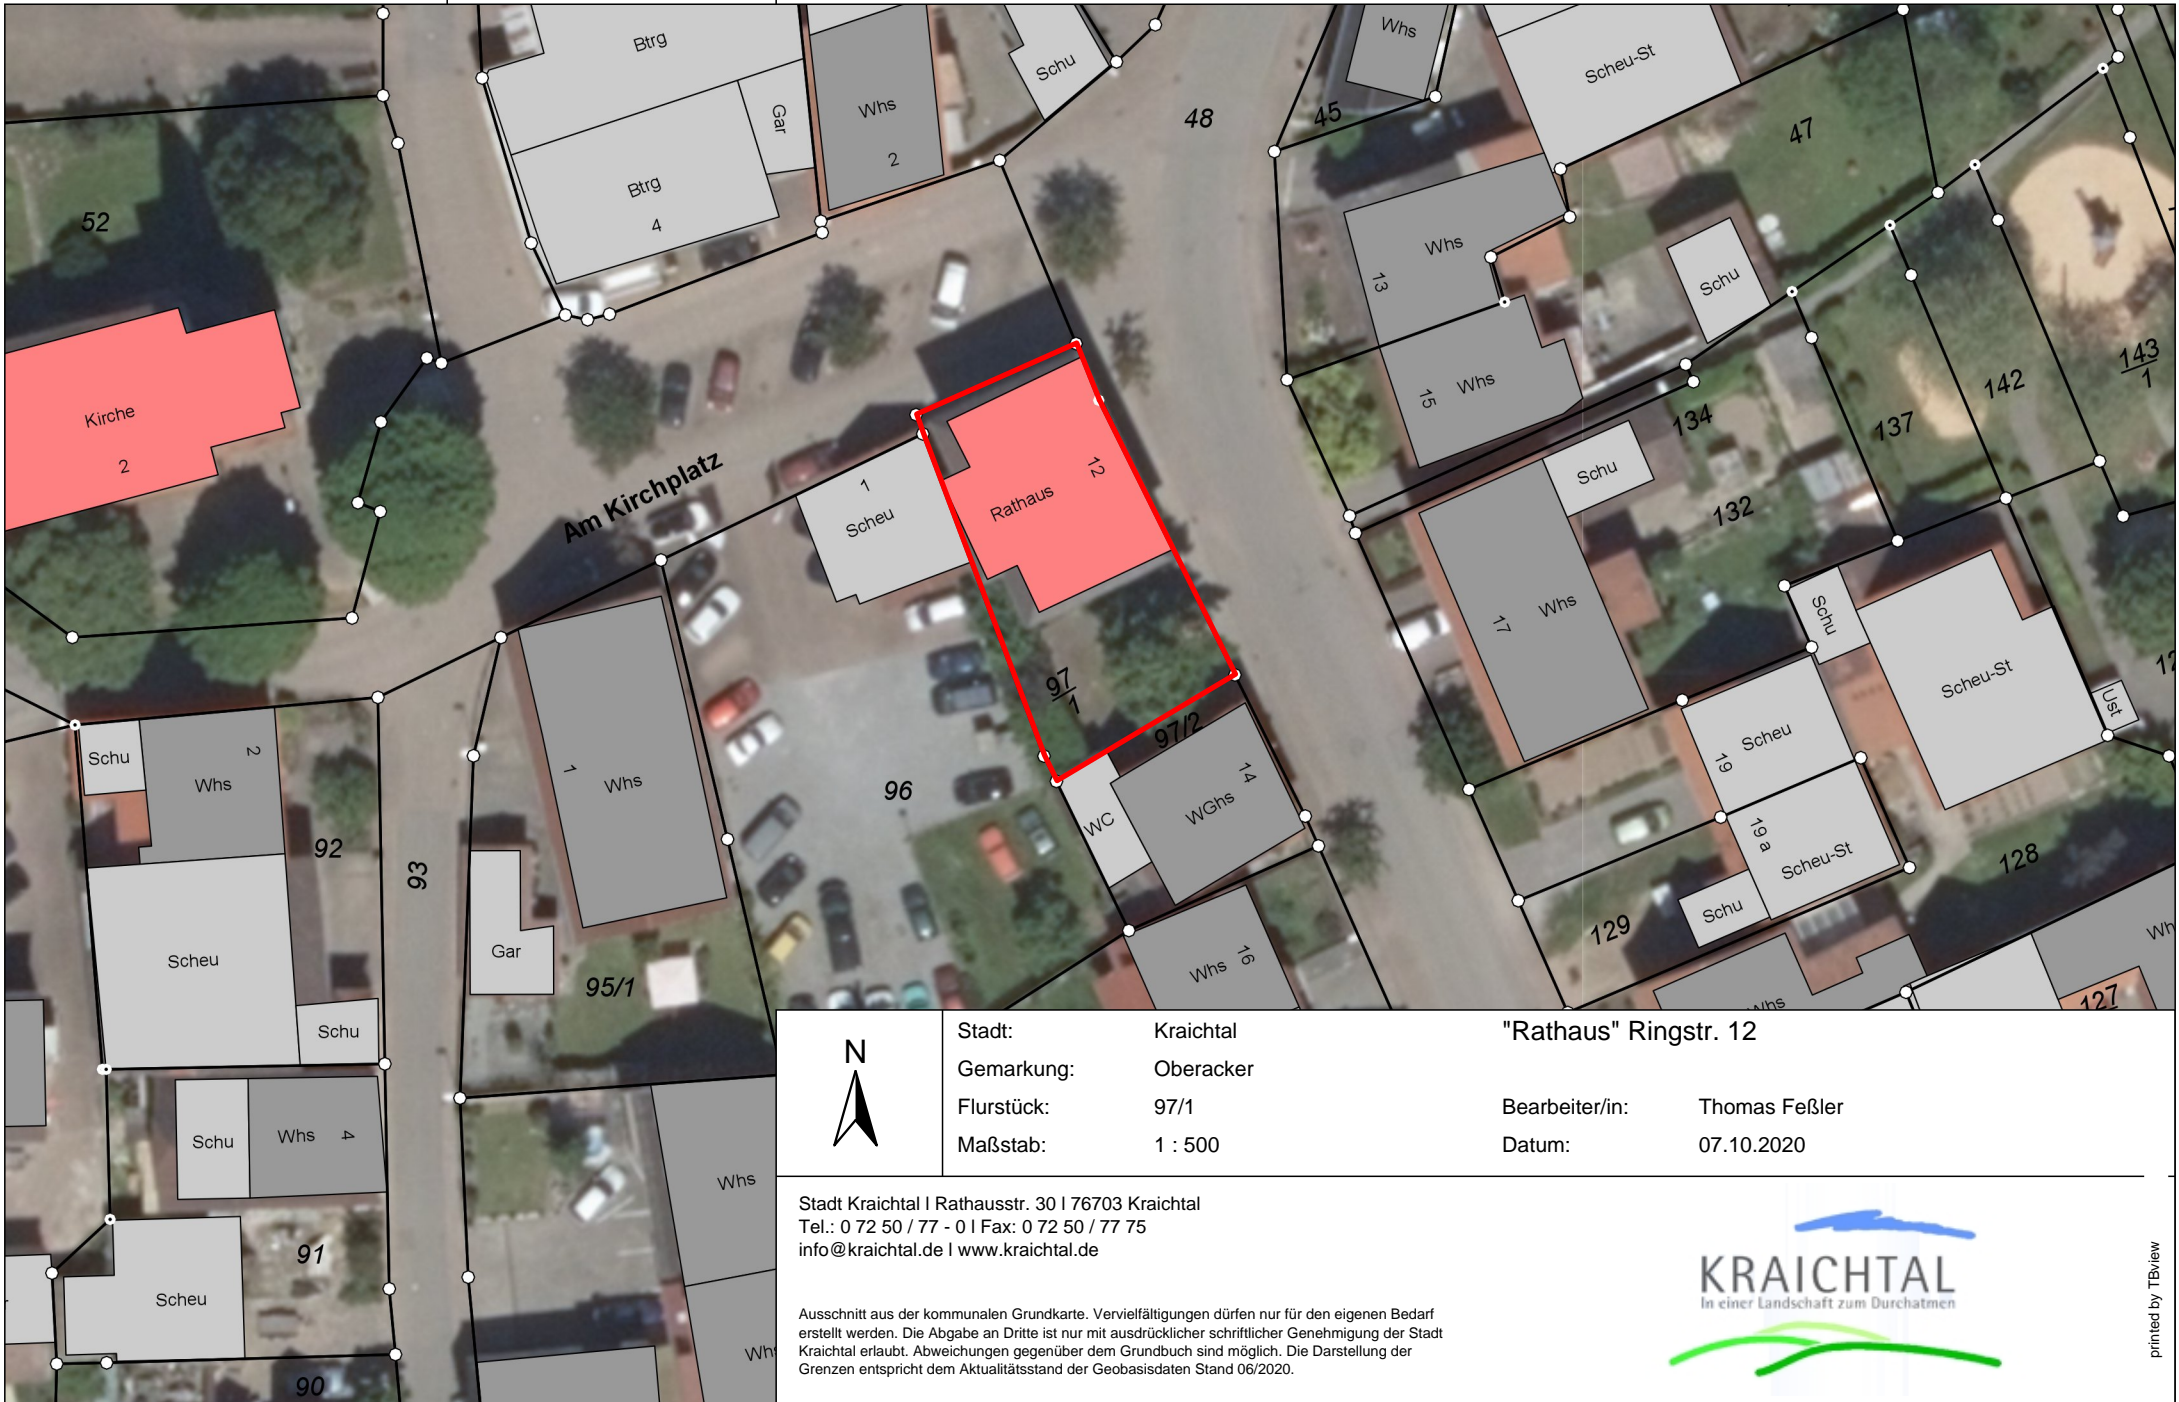 Btrg
Schu
Whs
Scheu-St
Gar
Whs
2
48
45
47
52
Btrg
4
Whs
13
Schu
Kirche
2
15
Whs
143
1
142
134
137
Am Kirchplatz
1
Scheu
Rathaus
12
Schu
132
17
Whs
Schu
Scheu-St
12
Ust
97
1
97/2
Schu
2
Whs
1
Whs
96
WC
14
WGhs
19
Scheu
92
93
19 a
Scheu-St
128
Schu
129
Scheu
Gar
95/1
Whs
16
Whs
Wh
127
Schu
Schu
Whs
4
Whs
91
Scheu
Whs
90
N
Stadt: Kraichtal
"Rathaus" Ringstr. 12
Gemarkung: Oberacker
Flurstück: 97/1
Bearbeiter/in: Thomas Feßler
Maßstab: 1 : 500
Datum: 07.10.2020
Stadt Kraichtal I Rathausstr. 30 I 76703 Kraichtal
Tel.: 0 72 50 / 77 - 0 I Fax: 0 72 50 / 77 75
info@kraichtal.de I www.kraichtal.de
Ausschnitt aus der kommunalen Grundkarte. Vervielfältigungen dürfen nur für den eigenen Bedarf
erstellt werden. Die Abgabe an Dritte ist nur mit ausdrücklicher schriftlicher Genehmigung der Stadt
Kraichtal erlaubt. Abweichungen gegenüber dem Grundbuch sind möglich. Die Darstellung der
Grenzen entspricht dem Aktualitätsstand der Geobasisdaten Stand 06/2020.
KRAICHTAL
In einer Landschaft zum Durchatmen
printed by TBview